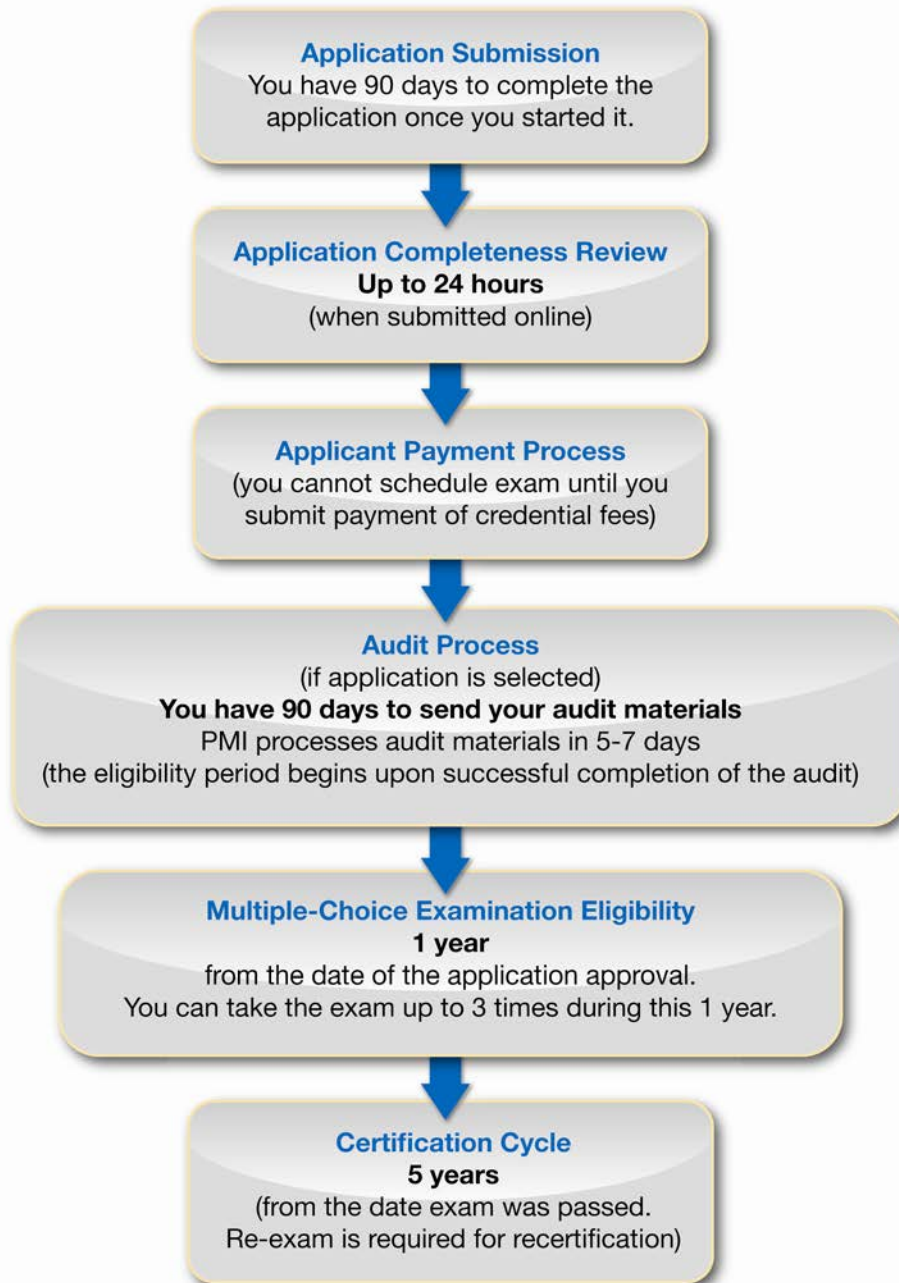 Application Submission
You have 90 days to complete the
application once you started it.
Application Completeness Review
Up to 24 hours
(when submitted online)
Applicant Payment Process
(you cannot schedule exam until you
submit payment of credential fees)
Audit Process
(if application is selected)
You have 90 days to send your audit materials
PMI processes audit materials in 5-7 days
(the eligibility period begins upon successful completion of the audit)
Multiple-Choice Examination Eligibility
1 year
from the date of the application approval.
You can take the exam up to 3 times during this 1 year.
Certification Cycle
5 years
(from the date exam was passed.
Re-exam is required for recertification)